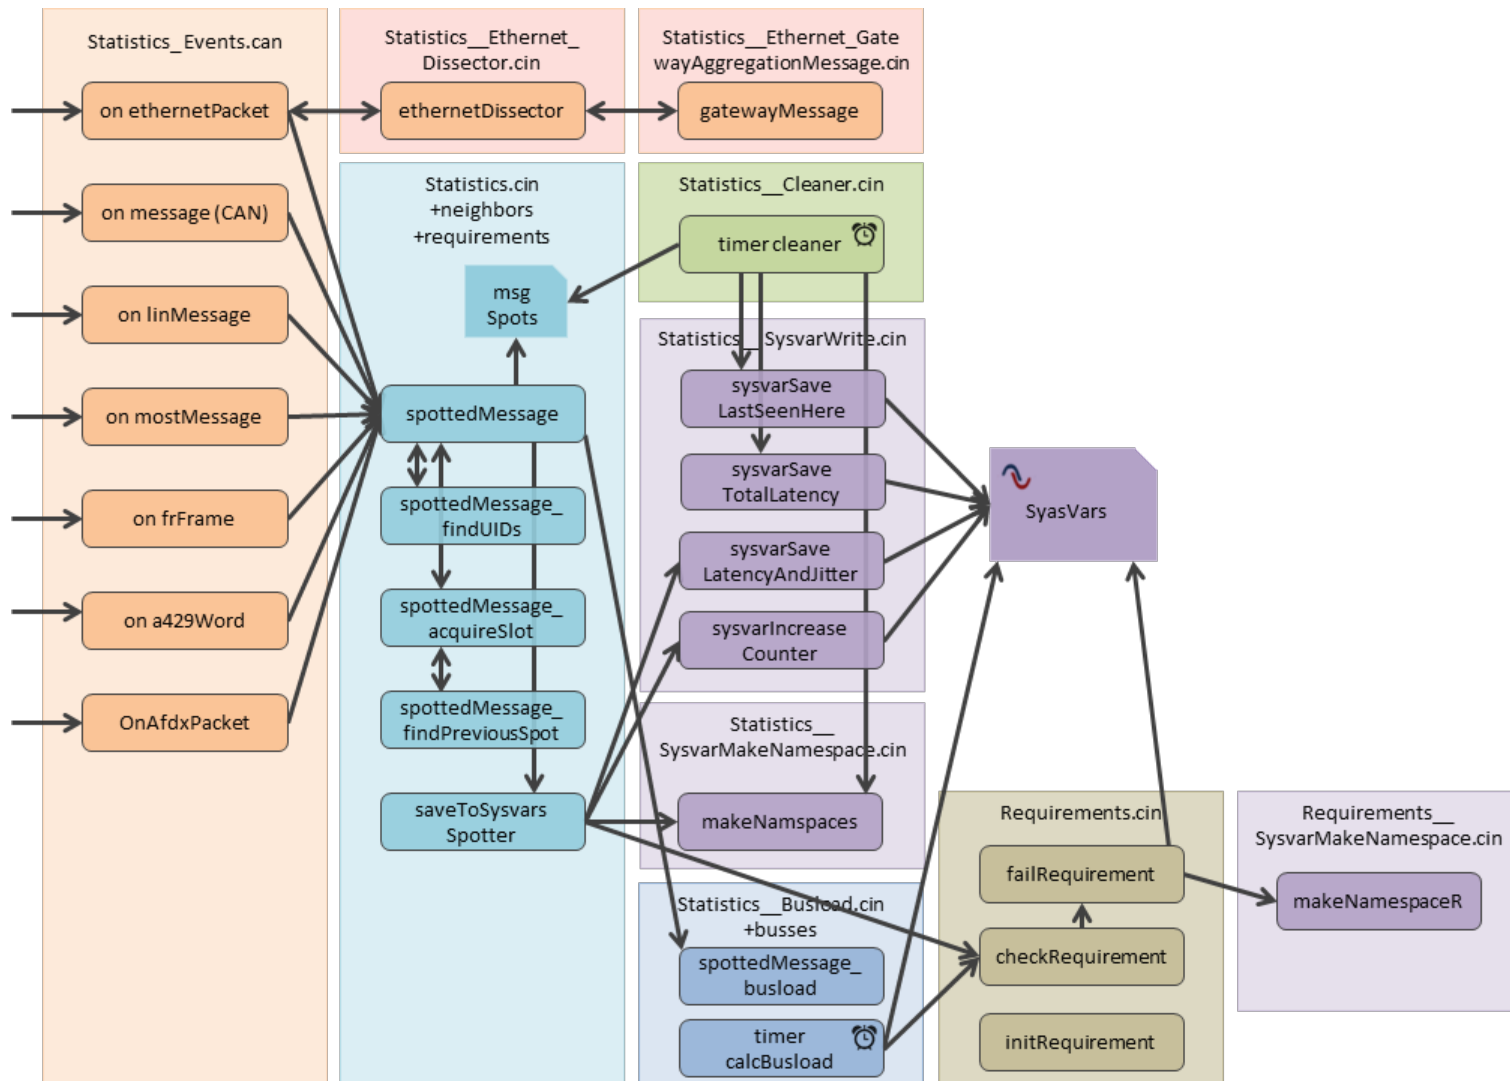 Statistics_Events.can
on ethernetPacket
on message (CAN)
on linMessage
on mostMessage
on frFrame
on a429Word
OnAfdxPacket
Statistics__Ethernet_
Dissector.cin
ethernetDissector
Statistics__Ethernet_Gate
wayAggregationMessage.cin
gatewayMessage
Statistics.cin
+neighbors
+requirements
msg
Spots
spottedMessage
spottedMessage_
findUIDs
spottedMessage_
acquireSlot
spottedMessage_
findPreviousSpot
saveToSysvars
Spotter
Statistics__Cleaner.cin
timer cleaner
Statistics__SysvarWrite.cin
sysvarSave
LastSeenHere
sysvarSave
TotalLatency
sysvarSave
LatencyAndJitter
sysvarIncrease
Counter
Statistics__
SysvarMakeNamespace.cin
makeNamspaces
Statistics__Busload.cin
+busses
spottedMessage_
busload
timer
calcBusload
SyasVars
Requirements.cin
failRequirement
checkRequirement
initRequirement
Requirements__
SysvarMakeNamespace.cin
makeNamespaceR